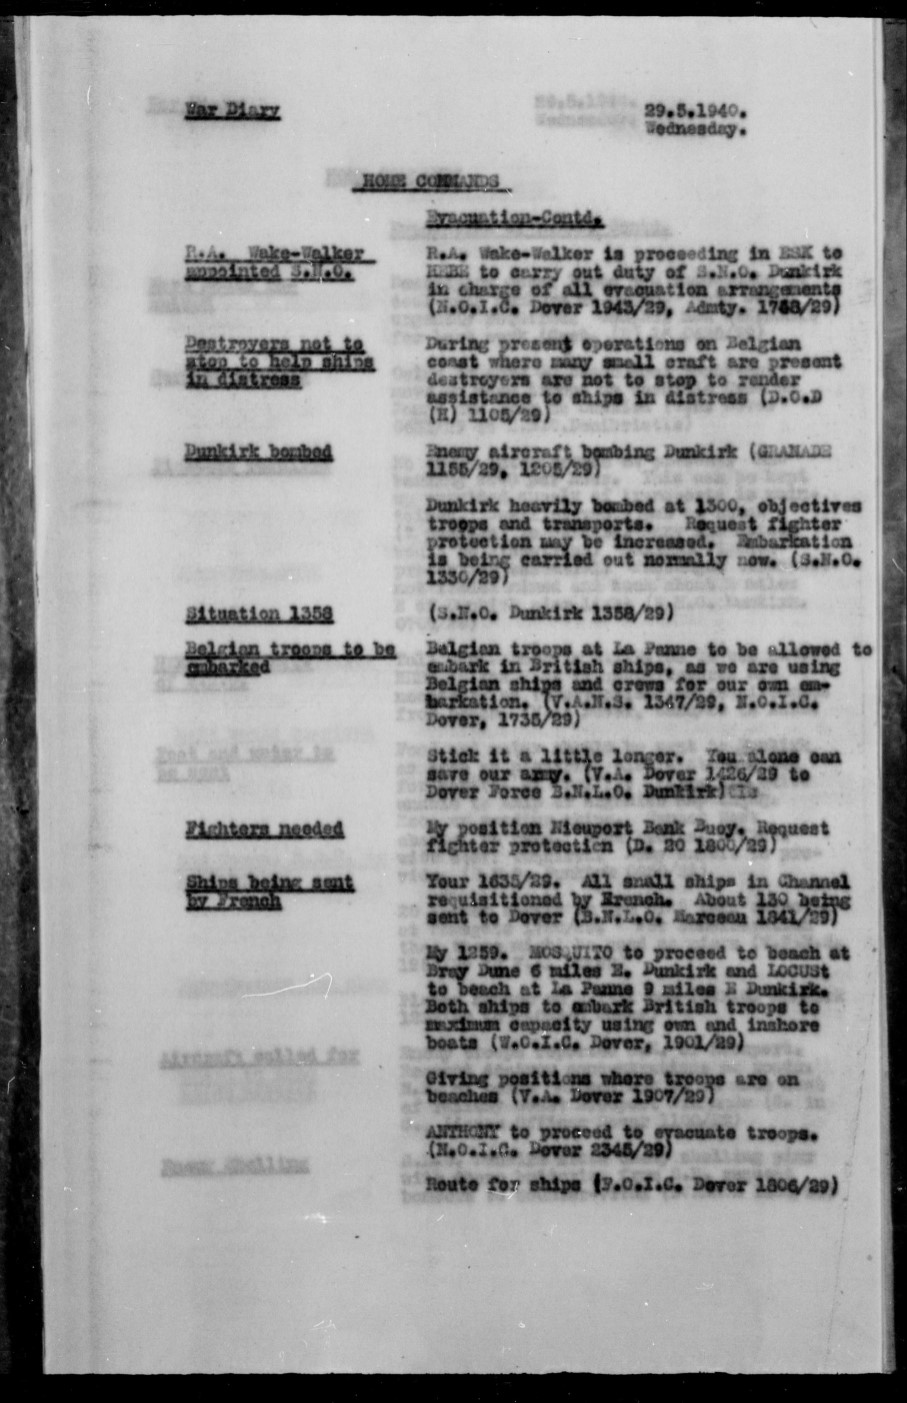 War Diary
29.5.1940.
Wednesday.
HOME COMMANDS
Evacuation-Contd.
R.A. Wake-Walker
appointed S.N.O.
R.A. Wake-Walker is proceeding in ESK to
HEBE to carry out duty of S.N.O. Dunkirk
in charge of all evacuation arrangements
(N.O.I.C. Dover 1943/29, Admty. /29)
Destroyers not to
stop to help ships
in distress
During present operations on Belgian
coast where many small craft are present
destroyers are not to stop to render
assistance to ships in distress (D.O.D
(H) 1105/29)
Dunkirk bombed
Enemy aircraft bombing Dunkirk (GRANADE
1155/29, 1205/29)
Dunkirk heavily bombed at 1300, objectives
troops and transports. Request fighter
protection may be increased. Embarkation
is being carried out normally now. (S.N.O.
1330/29)
Situation 1358
(S.N.O. Dunkirk 1358/29)
Belgian troops to be
embarked
Belgian troops at La Panne to be allowed to
embark in British ships, as we are using
Belgian ships and crews for our own em-
barkation. (V.A.N.S. 1347/29, N.O.I.C.
Dover, 1735/29)
Stick it a little longer. You alone can
save our army. (V.A. Dover 1426/29 to
Dover Force B.N.L.O. Dunkirk)
Fighters needed
My position Nieuport Bank Buoy. Request
fighter protection (D. 20 1800/29)
Ships being sent
by French
Your 1635/29. All small ships in Channel
requisitioned by French. About 130 being
sent to Dover (B.N.L.O. Marceau 1841/29)
My 1259. MOSQUITO to proceed to beach at
Bray Dune 6 miles E. Dunkirk and LOCUST
to beach at La Panne 9 miles E Dunkirk.
Both ships to embark British troops to
maximum capacity using own and inshore
boats ( Dover, 1901/29)
Giving positions where troops are on
beaches (V.A. Dover 1907/29)
ANTHONY to proceed to evacuate troops.
(N.O.I.C. Dover 2345/29)
Route for ships ( Dover 1806/29)